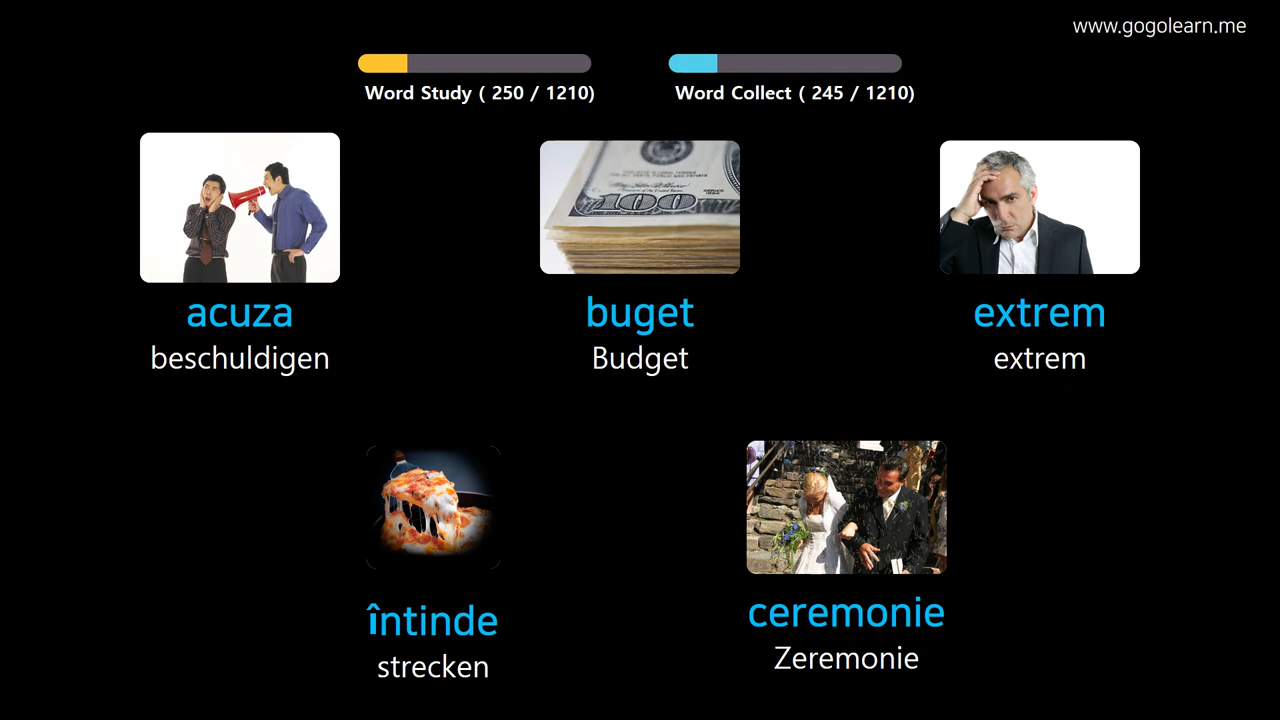 www.gogolearn.me
Word Study ( 250 / 1210)
Word Collect ( 245 / 1210)
100
acuza
beschuldigen
buget
Budget
extrem
extrem
întinde
strecken
ceremonie
Zeremonie